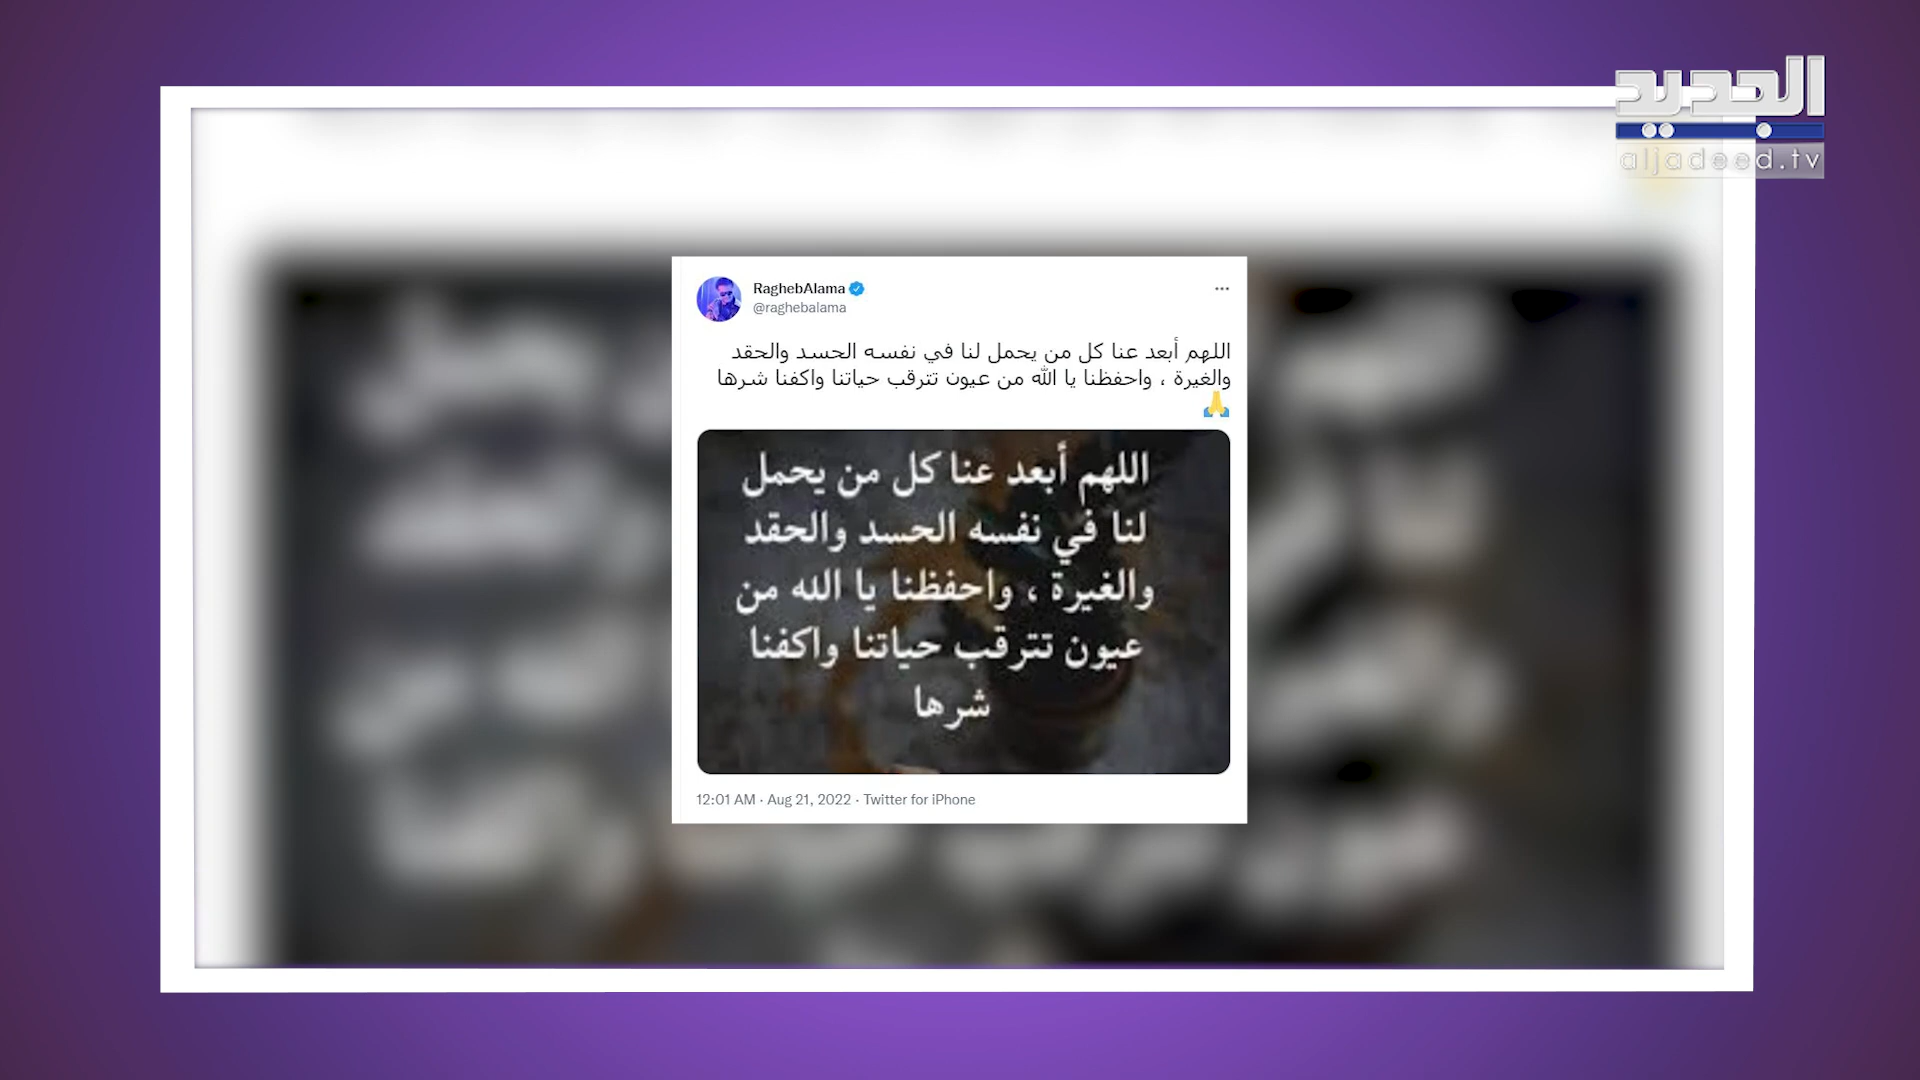 الجديد
aljadeed.tv
RaghebAlama
@raghebalama
اللهم أبعد عنا كل من يحمل لنا في نفسه الحسد والحقد
والغيرة ، واحفظنا يا الله من عيون تترقب حياتنا واكفنا شرها
🙏
اللهم أبعد عنا كل من يحمل
لنا في نفسه الحسد والحقد
والغيرة ، واحفظنا يا الله من
عيون تترقب حياتنا واكفنا
شرها
12:01 AM · Aug 21, 2022 · Twitter for iPhone